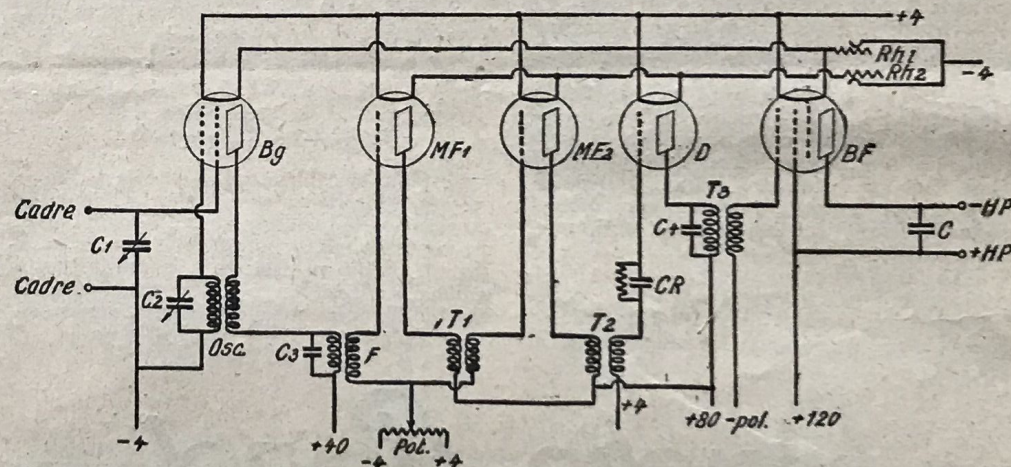 +4
Rh1
Rh2
-4
Bg
MF1
MF2
D
BF
Cadre
C1
Cadre
C2
Osc.
C3
F
T1
T2
CR
C4
T3
C
-HP
+HP
-4
+40
-4
Pot.
+4
+4
+80
-pol.
+120